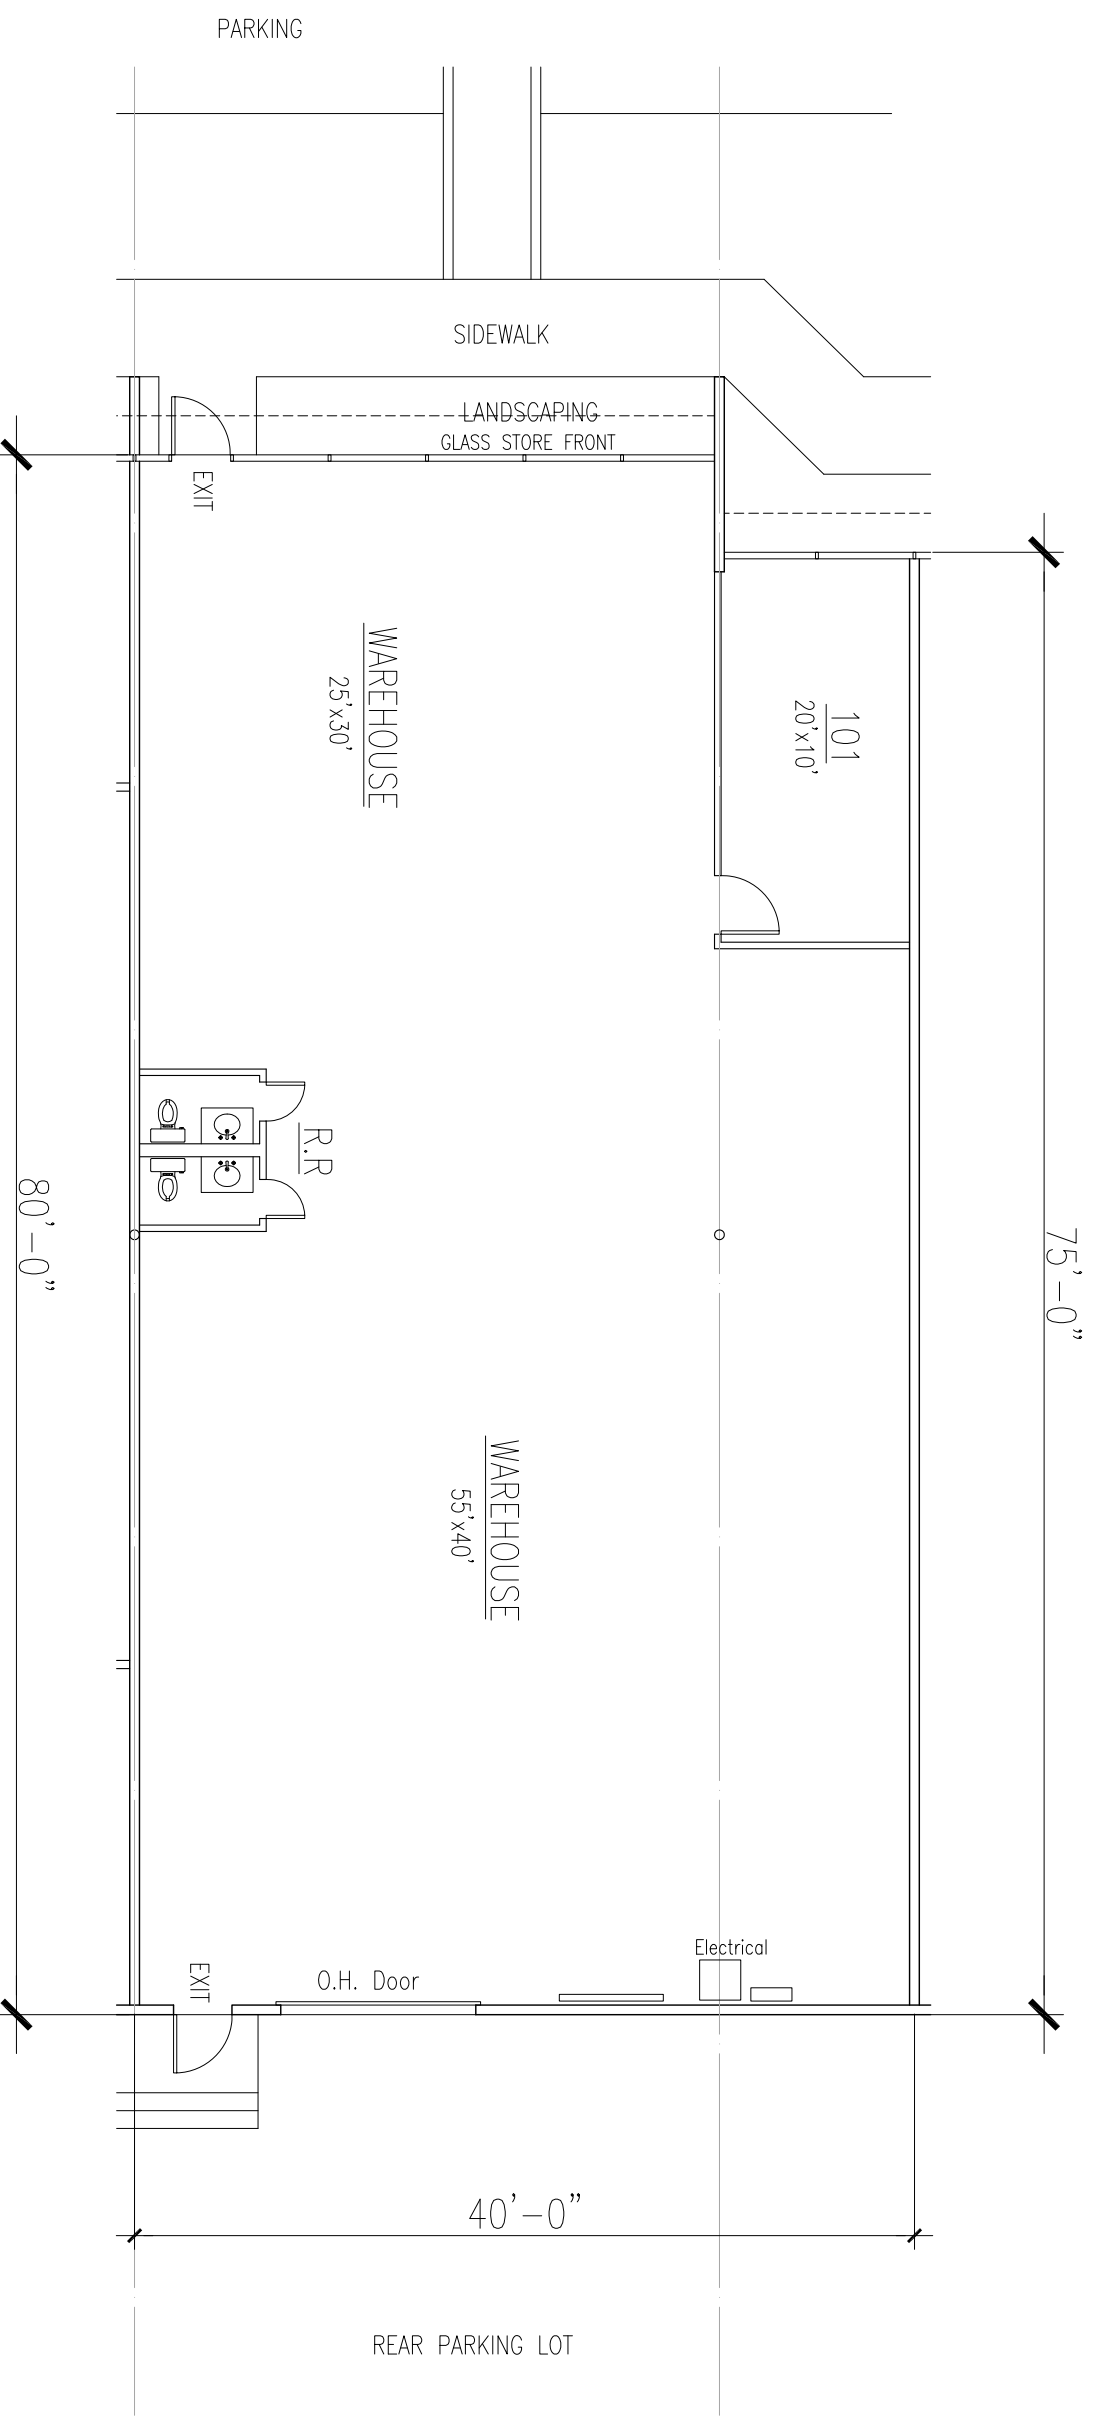 PARKING
SIDEWALK
LANDSCAPING
GLASS STORE FRONT
EXIT
WAREHOUSE
25'x30'
101
20'x10'
R.R
80'-0"
75'-0"
WAREHOUSE
55'x40'
Electrical
EXIT
O.H. Door
40'-0"
REAR PARKING LOT